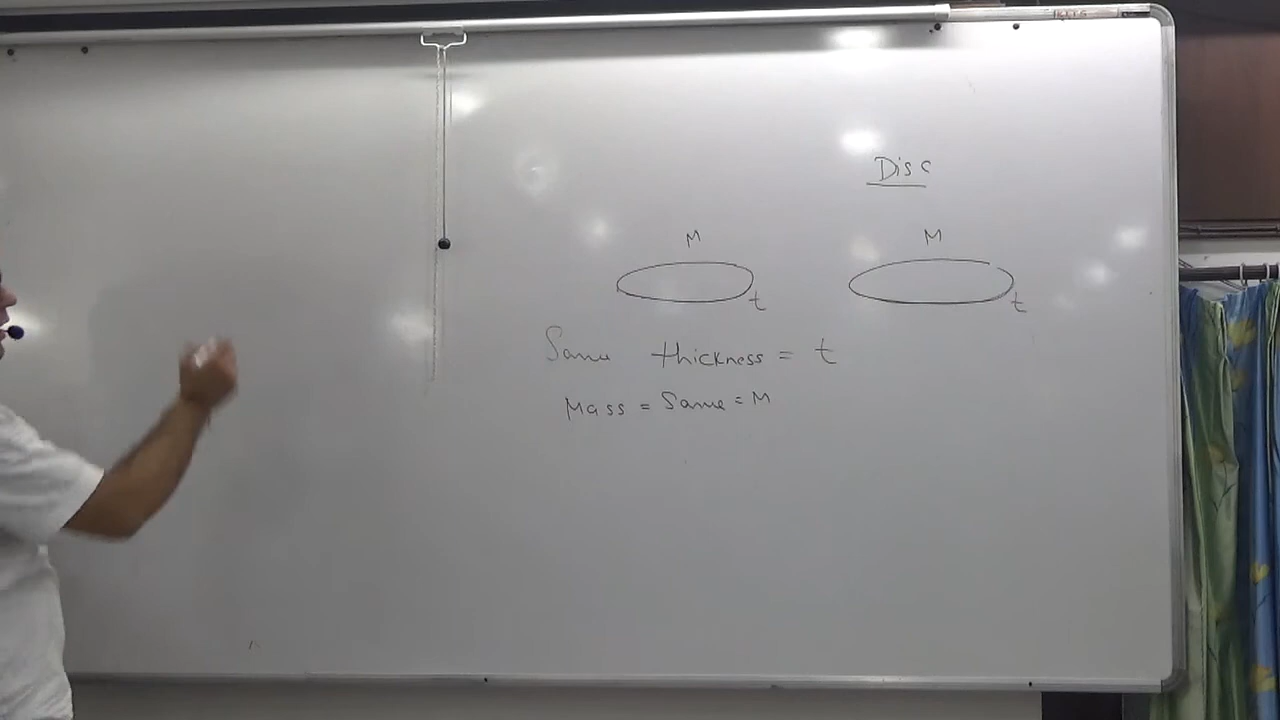 Disc
M M
t t
Same thickness = t
Mass = Same = M